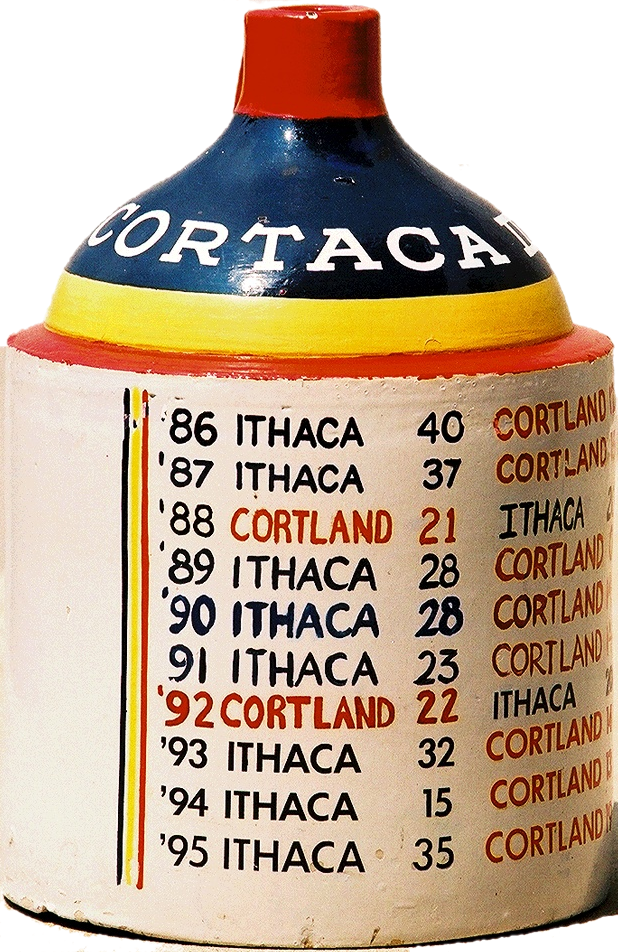 CORTACA
'86 ITHACA 40 CORTLAND
'87 ITHACA 37 CORTLAND
'88 CORTLAND 21 ITHACA
'89 ITHACA 28 CORTLAND
'90 ITHACA 28 CORTLAND
'91 ITHACA 23 CORTLAND
'92 CORTLAND 22 ITHACA
'93 ITHACA 32 CORTLAND
'94 ITHACA 15 CORTLAND
'95 ITHACA 35 CORTLAND